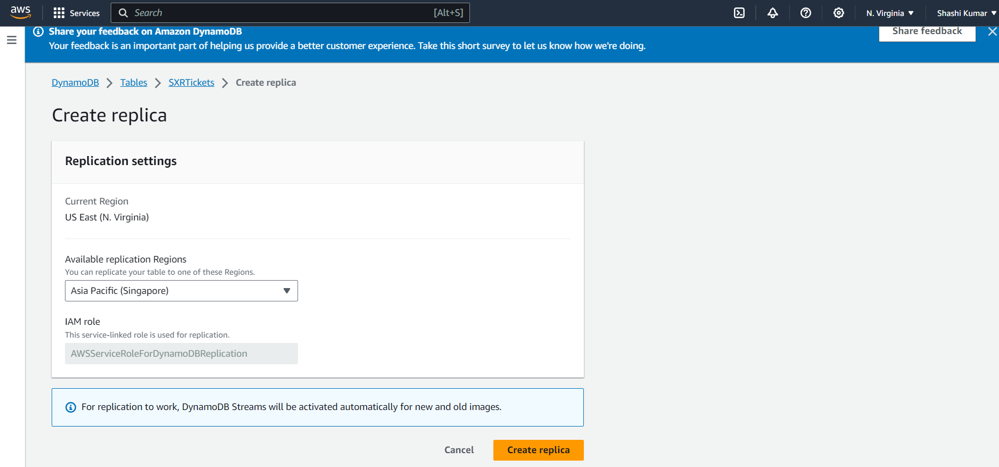 aws
Services
Search
[Alt+S]
N. Virginia
Shashi Kumar
Share your feedback on Amazon DynamoDB
Your feedback is an important part of helping us provide a better customer experience. Take this short survey to let us know how we're doing.
Share feedback
DynamoDB
Tables
SXRTickets
Create replica
Create replica
Replication settings
Current Region
US East (N. Virginia)
Available replication Regions
You can replicate your table to one of these Regions.
Asia Pacific (Singapore)
IAM role
This service-linked role is used for replication.
AWSServiceRoleForDynamoDBReplication
For replication to work, DynamoDB Streams will be activated automatically for new and old images.
Cancel
Create replica